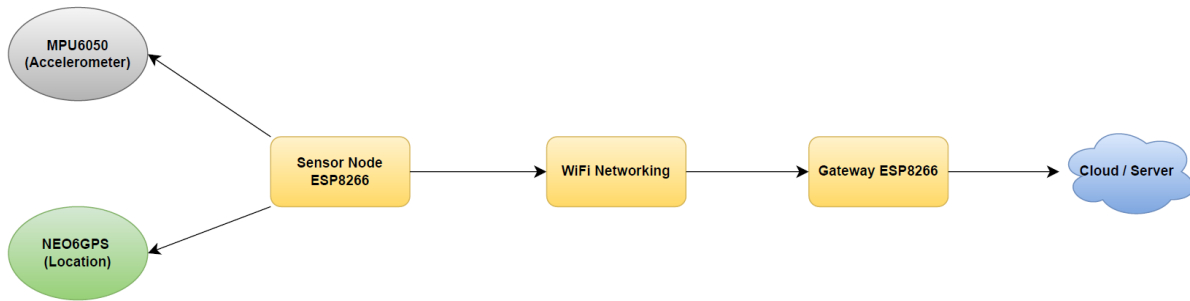 MPU6050
(Accelerometer)
Sensor Node
ESP8266
WiFi Networking
Gateway ESP8266
Cloud / Server
NEO6GPS
(Location)